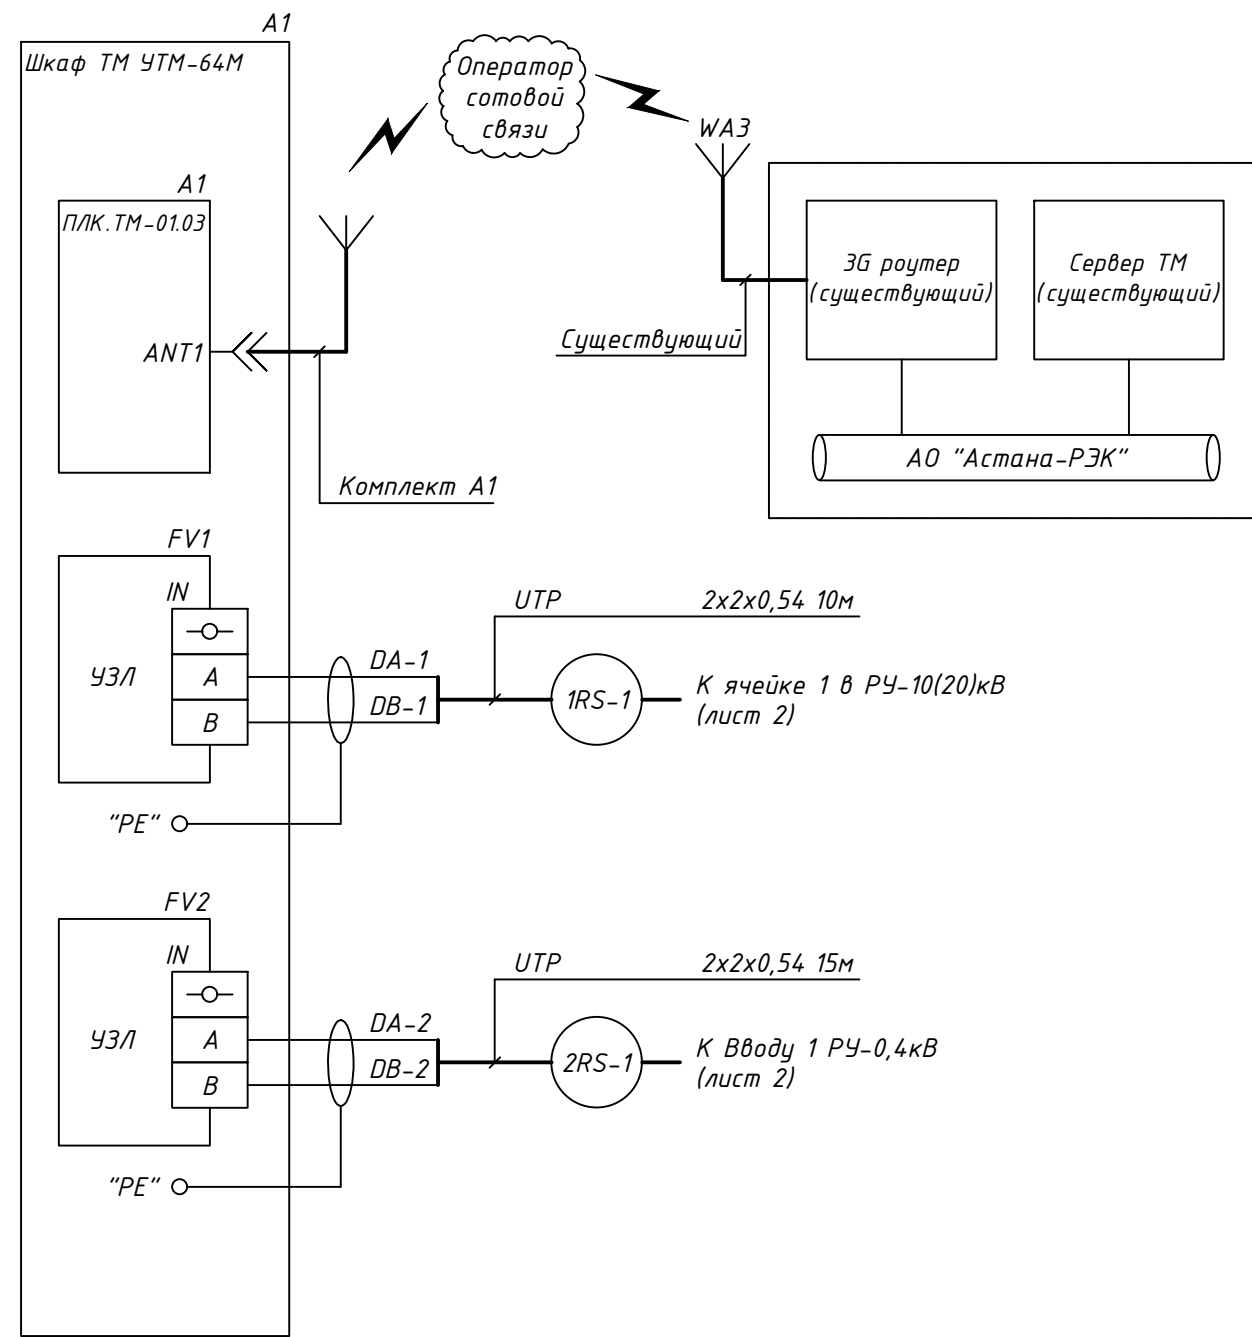 A1
Шкаф ТМ УТМ-64М
Оператор
сотовой
связи
WA3
A1
ПЛК.ТМ-01.03
ANT1
3G роутер
(существующий)
Сервер ТМ
(существующий)
Существующий
АО "Астана-РЭК"
Комплект А1
FV1
IN
УЗЛ
A
B
DA-1
DB-1
UTP 2x2x0,54 10м
1RS-1
К ячейке 1 в РУ-10(20)кВ
(лист 2)
"PE"
FV2
IN
УЗЛ
A
B
DA-2
DB-2
UTP 2x2x0,54 15м
2RS-1
К Вводу 1 РУ-0,4кВ
(лист 2)
"PE"